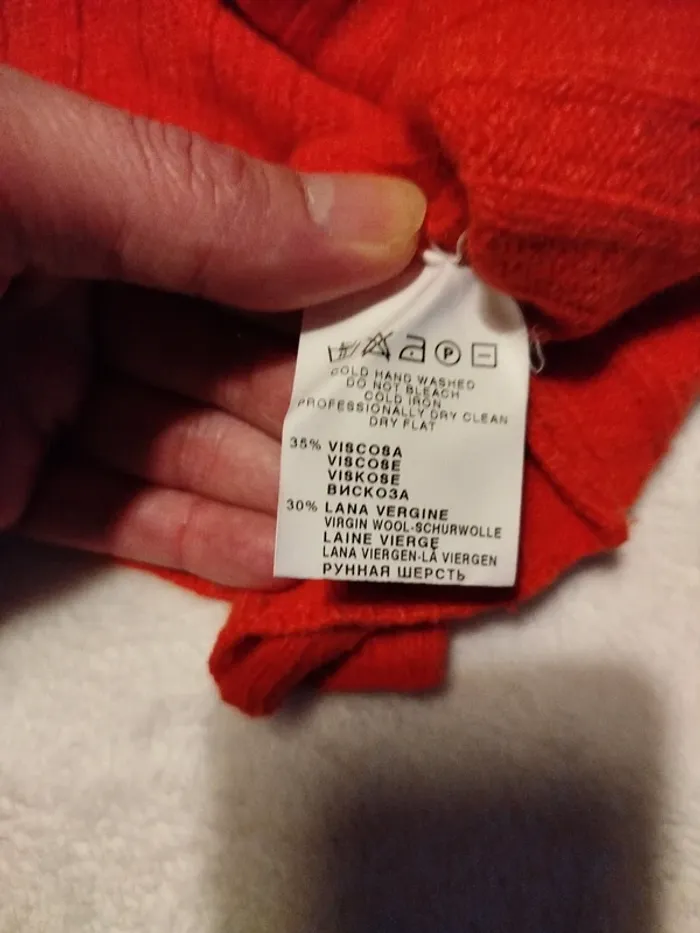 P
COLD HAND WASHED
DO NOT BLEACH
COLD IRON
PROFESSIONALLY DRY CLEAN
DRY FLAT
35% VISCOSA
VISCOSE
VISKOSE
ВИСКОЗА
30% LANA VERGINE
VIRGIN WOOL-SCHURWOLLE
LAINE VIERGE
LANA VIERGEN-LÃ VIERGEN
РУННАЯ ШЕРСТЬ